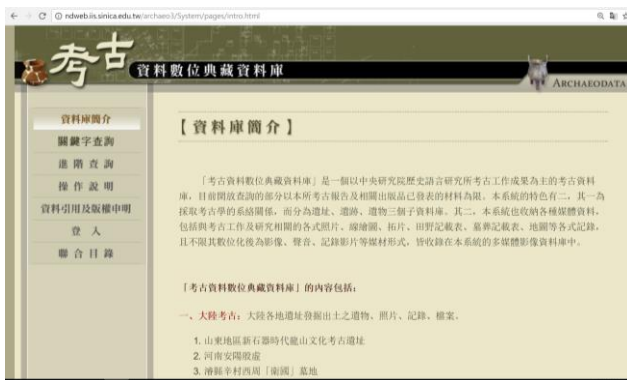 ndweb.iis.sinica.edu.tw/archaeo3/System/pages/intro.html
考古
資料數位典藏資料庫
ARCHAEODATA
資料庫簡介
關鍵字查詢
進階查詢
操作說明
資料引用及版權申明
登入
聯合目錄
【資料庫簡介】
「考古資料數位典藏資料庫」是一個以中央研究院歷史語言研究所考古工作成果為主的考古資料
庫，目前開放查詢的部分以本所考古報告及相關出版品已發表的材料為限。本系統的特色有二，其一為
採取考古學的系絡關係，而分為遺址、遺跡、遺物三個子資料庫。其二，本系統也收納各種媒體資料，
包括與考古工作及研究相關的各式照片、線繪圖、拓片、田野記載表、墓葬記載表、地圖等各式記錄，
且不限其數位化後為影像、聲音、記錄影片等媒材形式，皆收錄在本系統的多媒體影像資料庫中。
「考古資料數位典藏資料庫」的內容包括：
一、大陸考古：大陸各地遺址發掘出土之遺物、照片、記錄、檔案。
1. 山東地區新石器時代龍山文化考古遺址
2. 河南安陽殷虛
3. 濬縣辛村西周「衛國」墓地